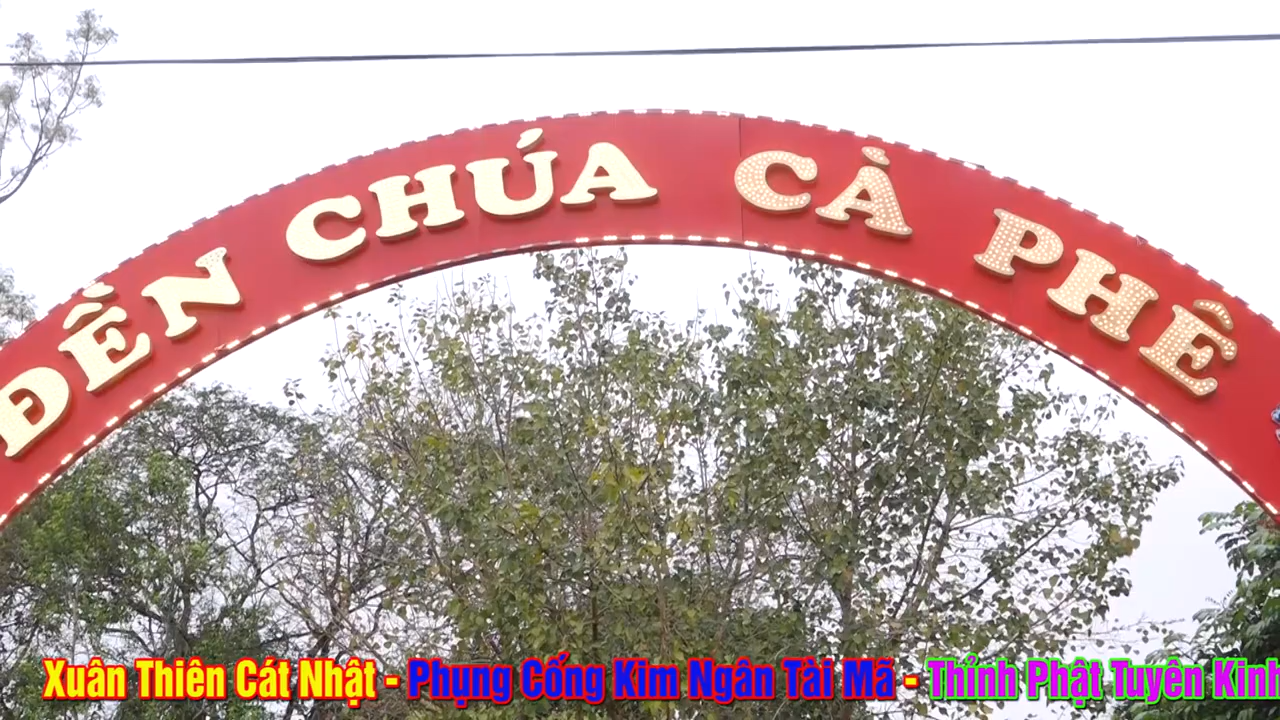 ĐỀN CHÚA CÀ PHÊ
Xuân Thiên Cát Nhật - Phụng Cống Kim Ngân Tài Mã - Thỉnh Phật Tuyên Kinh